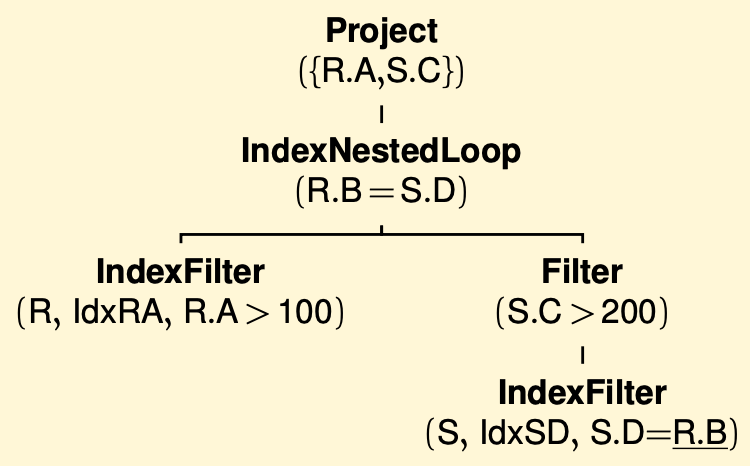 Project
({R.A,S.C})
IndexNestedLoop
(R.B = S.D)
IndexFilter
(R, IdxRA, R.A > 100)
Filter
(S.C > 200)
IndexFilter
(S, IdxSD, S.D=R.B)